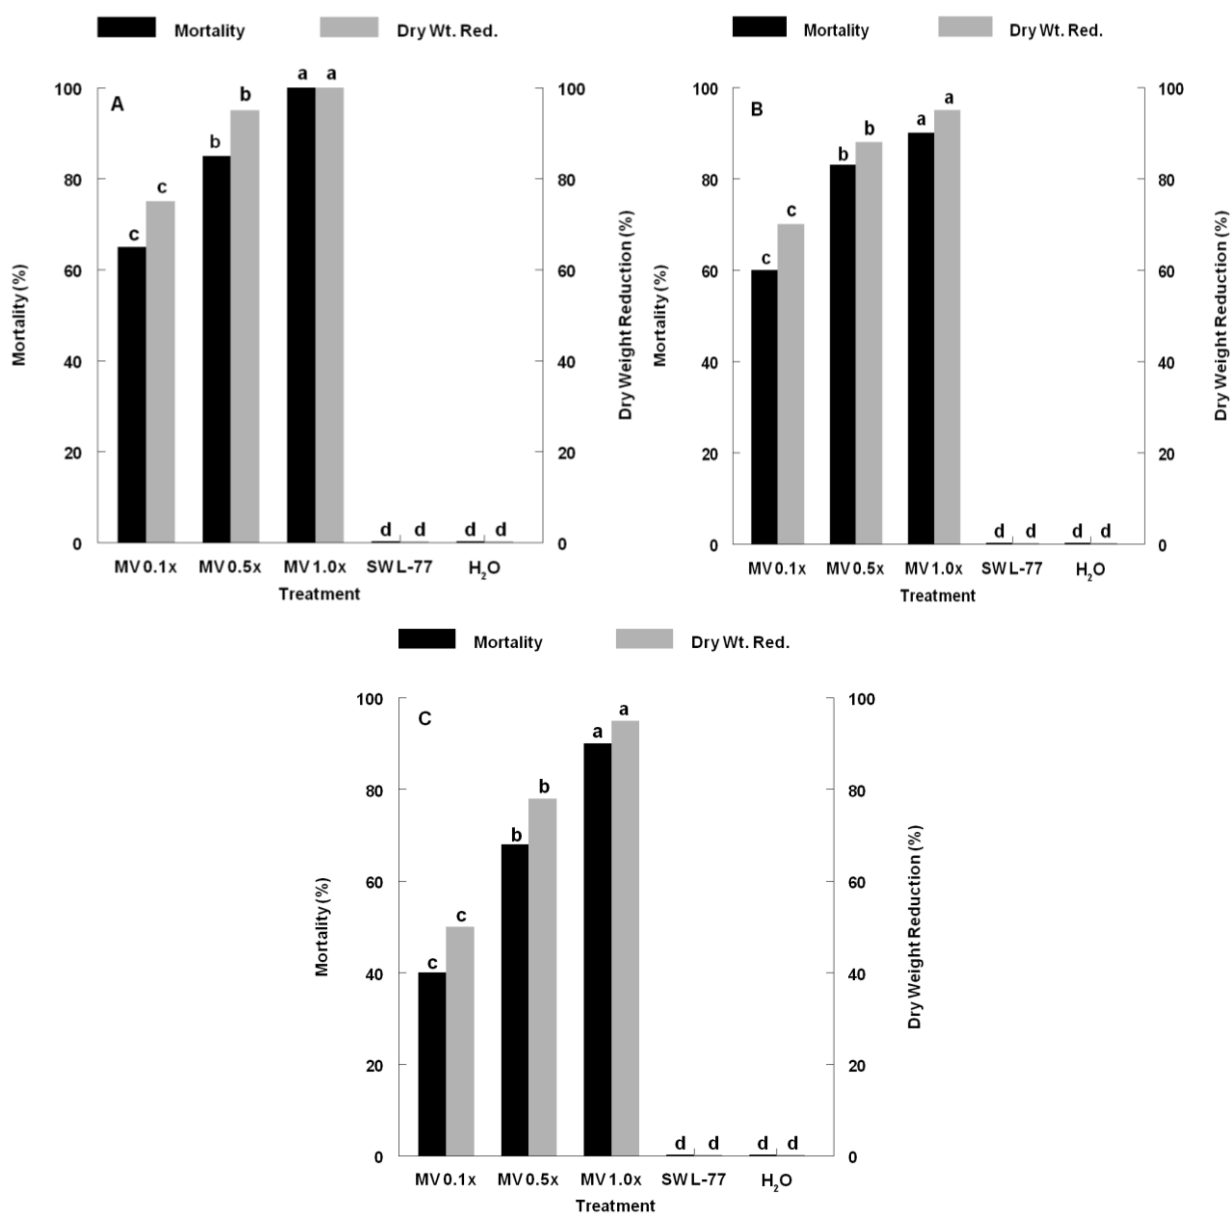 Mortality Dry Wt. Red.
A
100 100
80 80
60 60
40 40
20 20
0 0
c c b b a a d d d d
Mortality (%)
Dry Weight Reduction (%)
MV 0.1x MV 0.5x MV 1.0x SWL-77 H₂O
Treatment
Mortality Dry Wt. Red.
B
100 100
80 80
60 60
40 40
20 20
0 0
c c b b a a d d d d
Mortality (%)
Dry Weight Reduction (%)
MV 0.1x MV 0.5x MV 1.0x SWL-77 H₂O
Treatment
Mortality Dry Wt. Red.
C
100 100
80 80
60 60
40 40
20 20
0 0
c c b b a a d d d d
Mortality (%)
Dry Weight Reduction (%)
MV 0.1x MV 0.5x MV 1.0x SWL-77 H₂O
Treatment